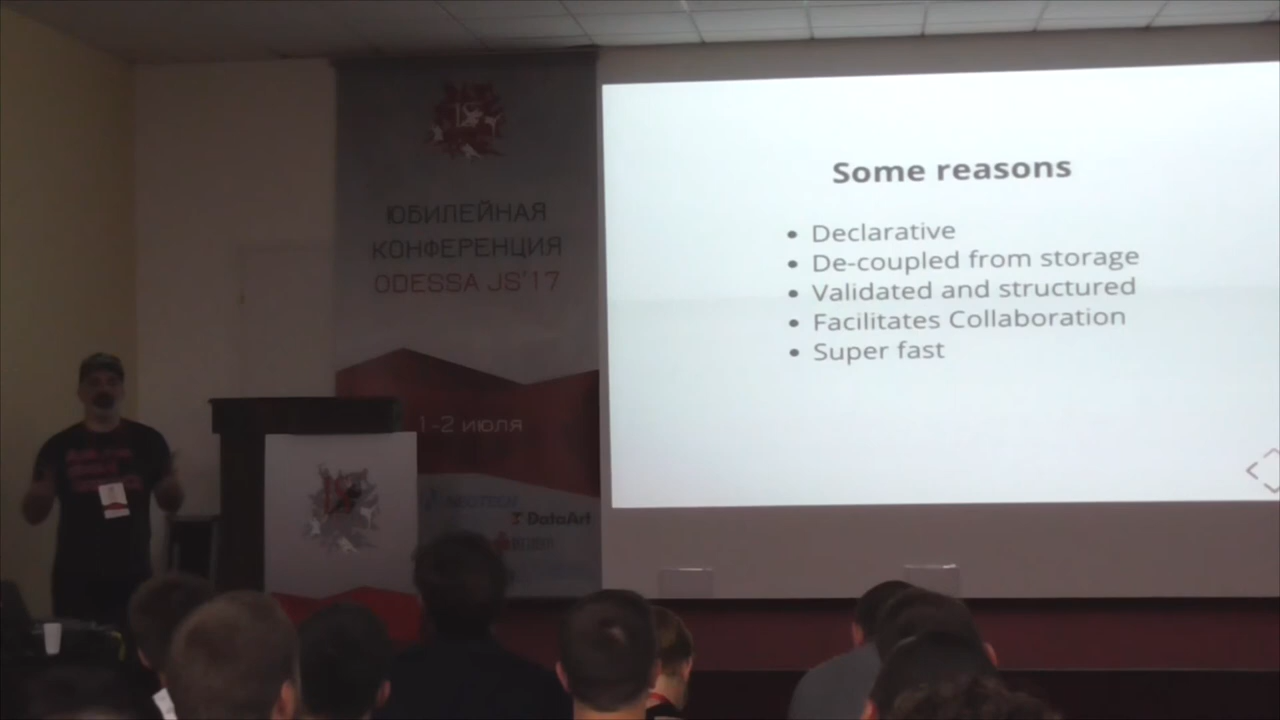 ЮБИЛЕЙНАЯ
КОНФЕРЕНЦИЯ
ODESSA JS'17
1-2 июля
DataArt
Some reasons
• Declarative
• De-coupled from storage
• Validated and structured
• Facilitates Collaboration
• Super fast